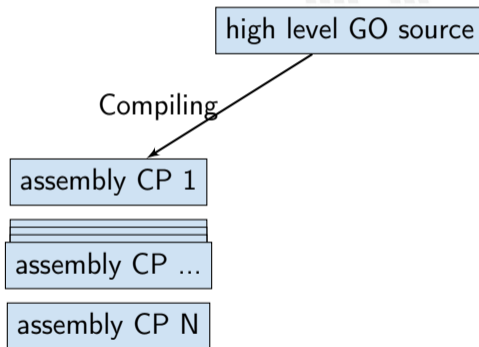 high level GO source
Compiling
assembly CP 1
assembly CP ...
assembly CP N